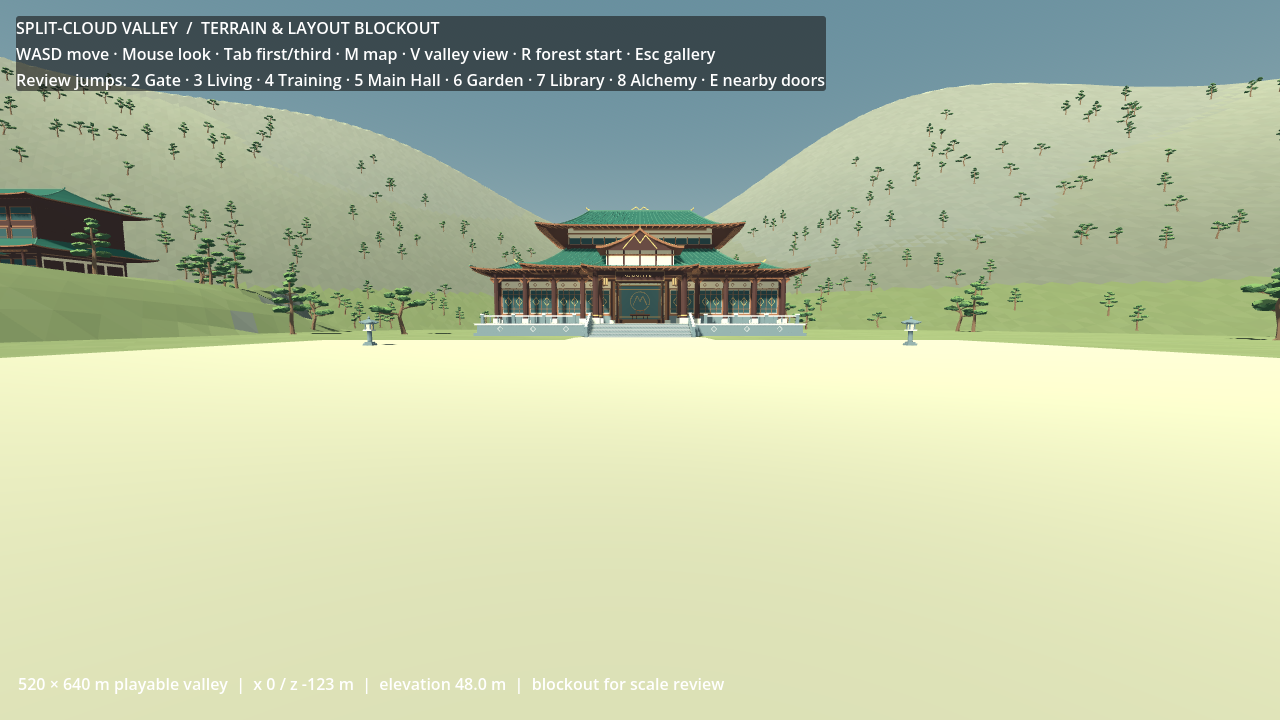 SPLIT-CLOUD VALLEY / TERRAIN & LAYOUT BLOCKOUT
WASD move · Mouse look · Tab first/third · M map · V valley view · R forest start · Esc gallery
Review jumps: 2 Gate · 3 Living · 4 Training · 5 Main Hall · 6 Garden · 7 Library · 8 Alchemy · E nearby doors
520 × 640 m playable valley | x 0 / z -123 m | elevation 48.0 m | blockout for scale review